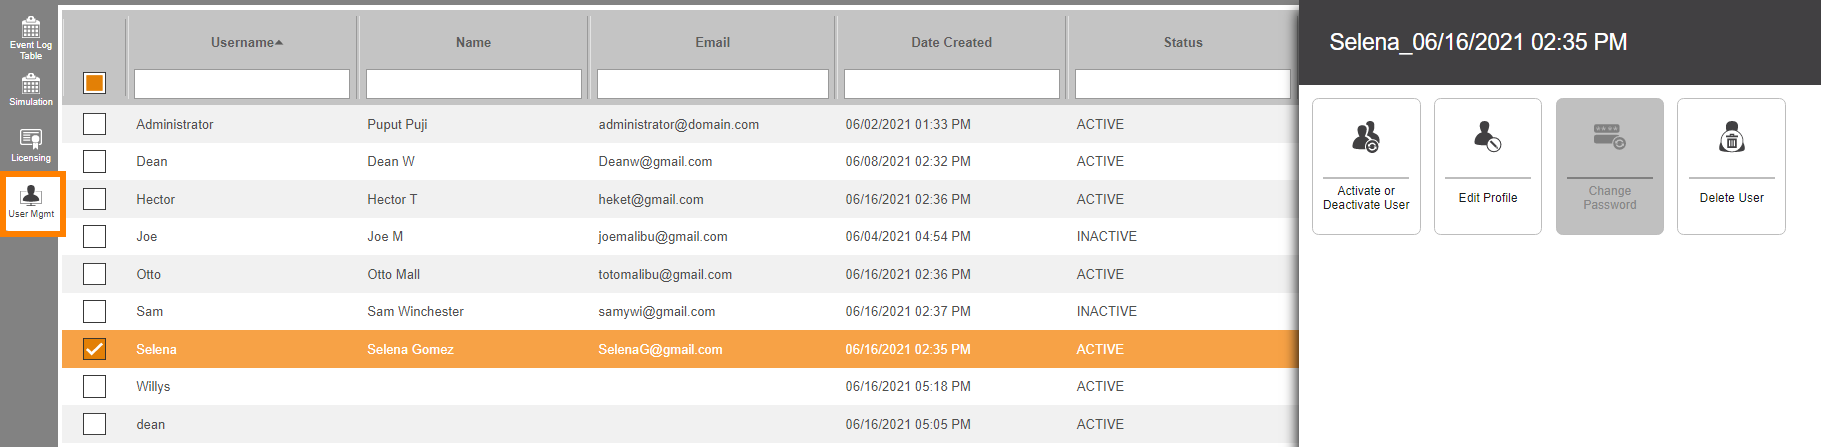 Event Log
Table
Simulation
Licensing
User Mgmt
Username Name Email Date Created Status
Administrator Puput Puji administrator@domain.com 06/02/2021 01:33 PM ACTIVE
Dean Dean W Deanw@gmail.com 06/08/2021 02:32 PM ACTIVE
Hector Hector T heket@gmail.com 06/16/2021 02:36 PM ACTIVE
Joe Joe M joemalibu@gmail.com 06/04/2021 04:54 PM INACTIVE
Otto Otto Mall totomalibu@gmail.com 06/16/2021 02:36 PM ACTIVE
Sam Sam Winchester samywi@gmail.com 06/16/2021 02:37 PM INACTIVE
Selena Selena Gomez SelenaG@gmail.com 06/16/2021 02:35 PM ACTIVE
Willys 06/16/2021 05:18 PM ACTIVE
dean 06/16/2021 05:05 PM ACTIVE
Selena_06/16/2021 02:35 PM
Activate or
Deactivate User
Edit Profile
Change
Password
Delete User